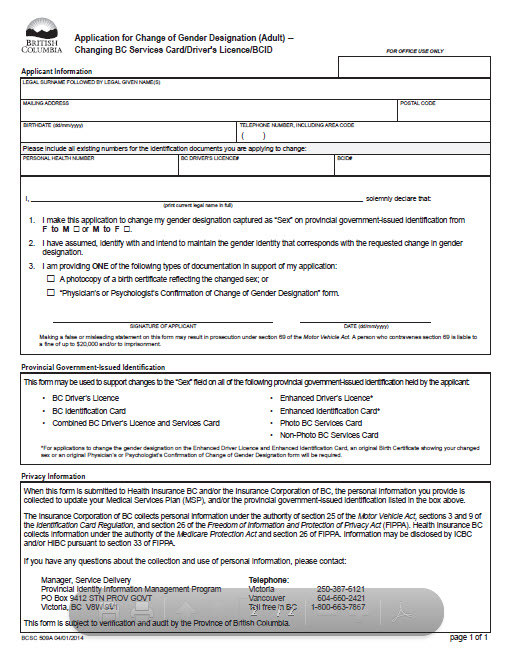 BRITISH
COLUMBIA
Application for Change of Gender Designation (Adult) –
Changing BC Services Card/Driver's Licence/BCID
FOR OFFICE USE ONLY
Applicant Information
LEGAL SURNAME FOLLOWED BY LEGAL GIVEN NAME(S)
MAILING ADDRESS POSTAL CODE
BIRTHDATE (dd/mm/yyyy) TELEPHONE NUMBER, INCLUDING AREA CODE
( )
Please include all existing numbers for the identification documents you are applying to change:
PERSONAL HEALTH NUMBER BC DRIVER'S LICENCE# BCID#
I, solemnly declare that:
(print current legal name in full)
1. I make this application to change my gender designation captured as "Sex" on provincial government-issued identification from
F to M ☐ or M to F ☐.
2. I have assumed, identify with and intend to maintain the gender identity that corresponds with the requested change in gender
designation.
3. I am providing ONE of the following types of documentation in support of my application:
☐ A photocopy of a birth certificate reflecting the changed sex; or
☐ "Physician's or Psychologist's Confirmation of Change of Gender Designation" form.
SIGNATURE OF APPLICANT DATE (dd/mm/yyyy)
Making a false or misleading statement on this form may result in prosecution under section 69 of the Motor Vehicle Act. A person who contravenes section 69 is liable to
a fine of up to $20,000 and/or to imprisonment.
Provincial Government-Issued Identification
This form may be used to support changes to the "Sex" field on all of the following provincial government-issued identification held by the applicant:
• BC Driver's Licence • Enhanced Driver's Licence*
• BC Identification Card • Enhanced Identification Card*
• Combined BC Driver's Licence and Services Card • Photo BC Services Card
• Non-Photo BC Services Card
*For applications to change the gender designation on the Enhanced Driver Licence and Enhanced Identification Card, an original Birth Certificate showing your changed
sex or an original Physician's or Psychologist's Confirmation of Change of Gender Designation form will be required.
Privacy Information
When this form is submitted to Health Insurance BC and/or the Insurance Corporation of BC, the personal information you provide is
collected to update your Medical Services Plan (MSP), and/or the provincial government-issued identification listed in the box above.
The Insurance Corporation of BC collects personal information under the authority of section 25 of the Motor Vehicle Act, sections 3 and 9 of
the Identification Card Regulation, and section 26 of the Freedom of Information and Protection of Privacy Act (FIPPA). Health Insurance BC
collects information under the authority of the Medicare Protection Act and section 26 of FIPPA. Information may be disclosed by ICBC
and/or HIBC pursuant to section 33 of FIPPA.
If you have any questions about the collection and use of personal information, please contact:
Manager, Service Delivery Telephone:
Provincial Identity Information Management Program Victoria 250-387-6121
PO Box 9412 STN PROV GOVT Vancouver 604-660-2421
Victoria, BC V8W 9V1 Toll free in BC 1-800-663-7867
This form is subject to verification and audit by the Province of British Columbia.
BCSC 509A 04/01/2014 page 1 of 1